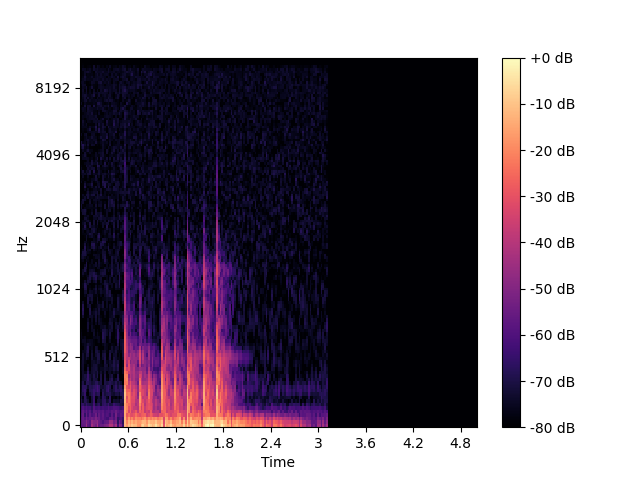 +0 dB
8192
-10 dB
4096
-20 dB
-30 dB
2048
Hz
-40 dB
1024
-50 dB
-60 dB
512
-70 dB
0
-80 dB
0 0.6 1.2 1.8 2.4 3 3.6 4.2 4.8
Time